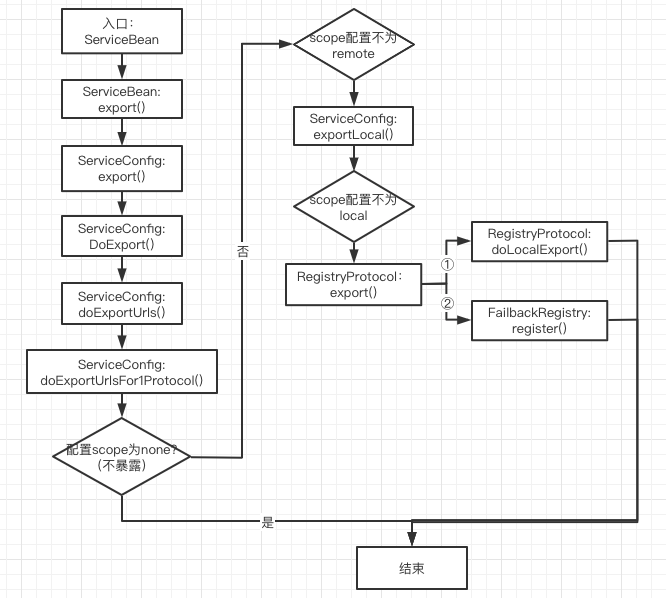 入口：
ServiceBean
ServiceBean:
export()
ServiceConfig:
export()
ServiceConfig:
DoExport()
ServiceConfig:
doExportUrls()
ServiceConfig:
doExportUrlsFor1Protocol()
配置scope为none?
（不暴露）
是
否
scope配置不为
remote
ServiceConfig:
exportLocal()
scope配置不为
local
RegistryProtocol：
export()
①
②
RegistryProtocol:
doLocalExport()
FailbackRegistry:
register()
结束